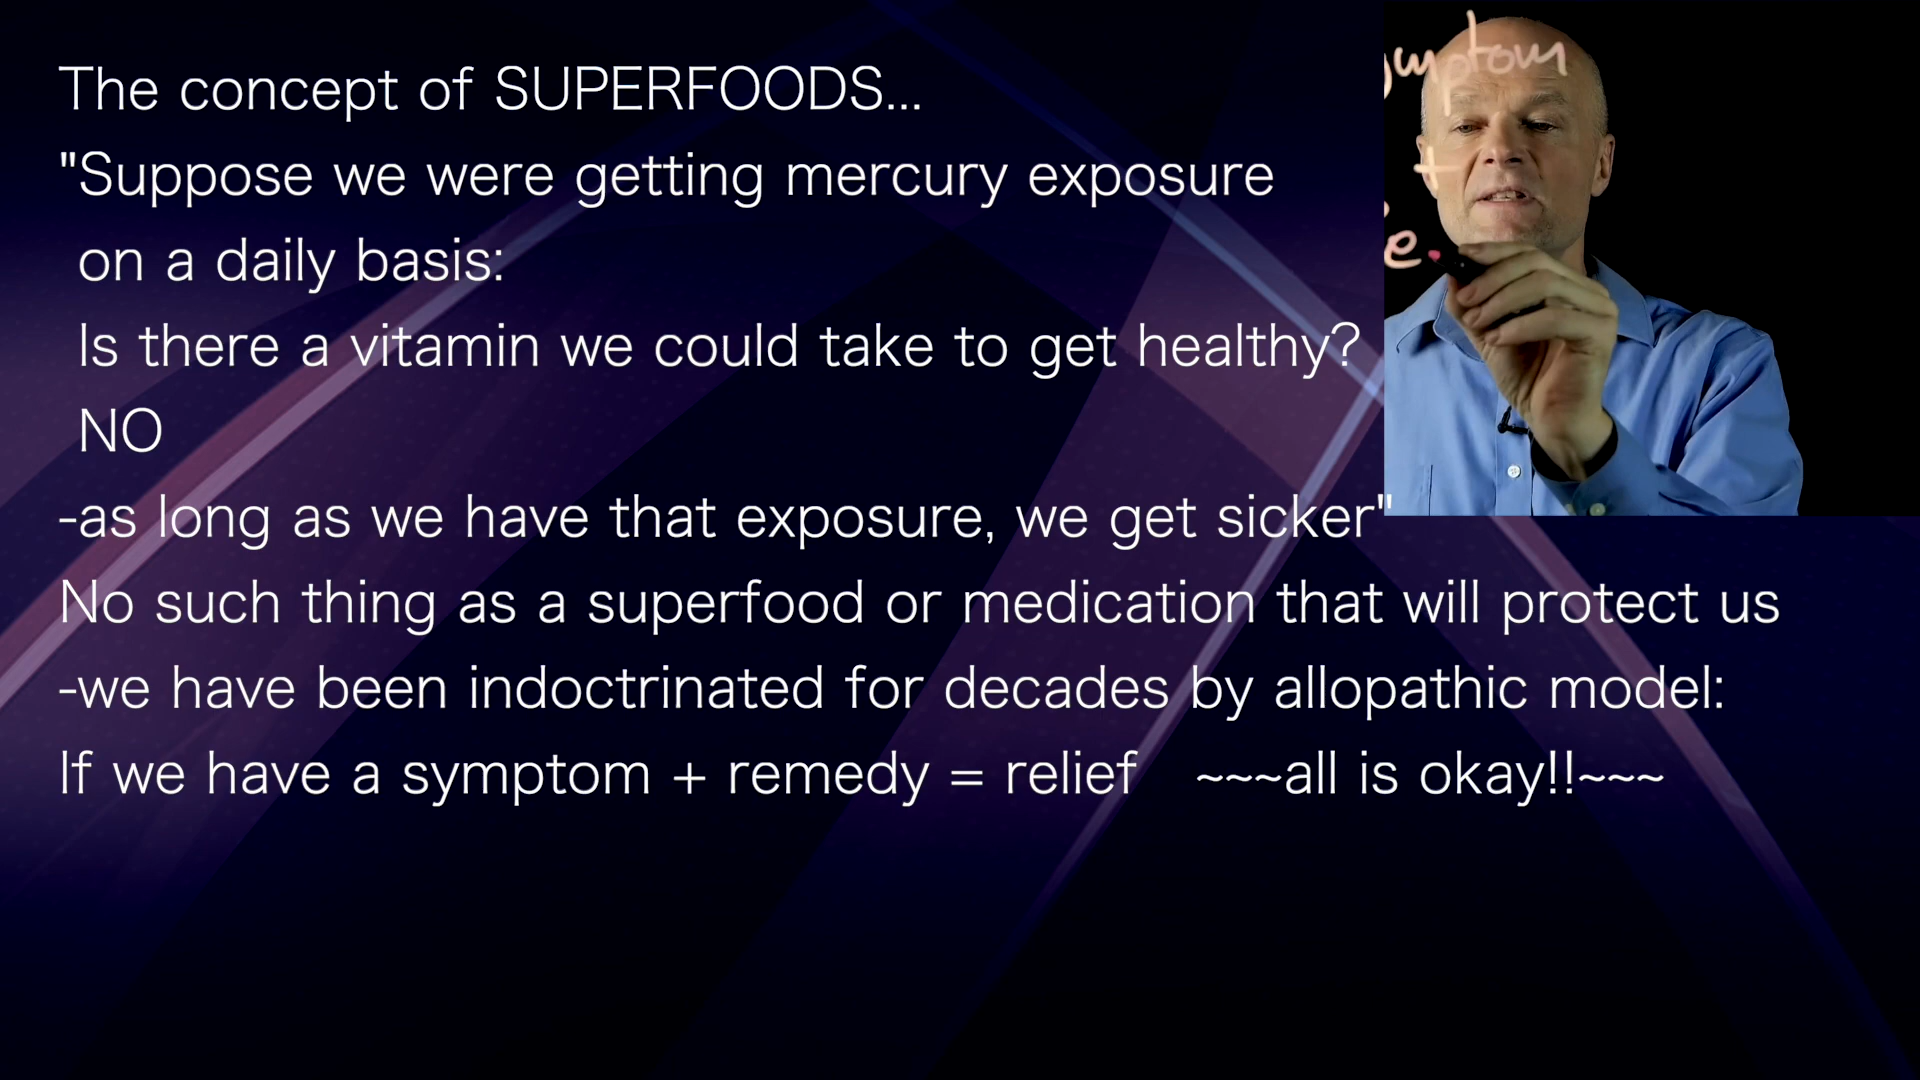 The concept of SUPERFOODS...
"Suppose we were getting mercury exposure
on a daily basis:
Is there a vitamin we could take to get healthy?
NO
-as long as we have that exposure, we get sicker"
No such thing as a superfood or medication that will protect us
-we have been indoctrinated for decades by allopathic model:
If we have a symptom + remedy = relief ~~~all is okay!!~~~
ymptom
+
e